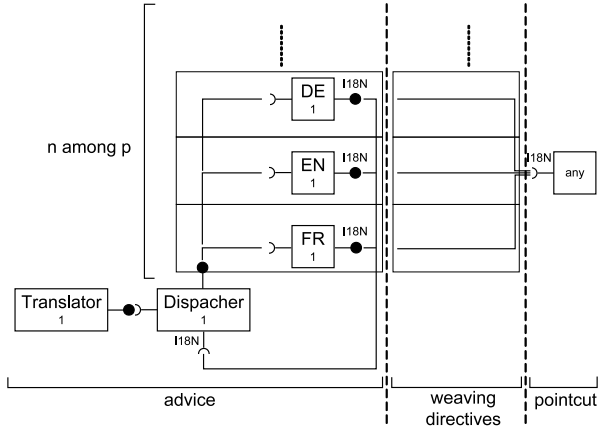 I18N
DE
1
n among p
I18N
EN
1
I18N
any
I18N
FR
1
Translator
1
Dispacher
1
I18N
advice
weaving
directives
pointcut